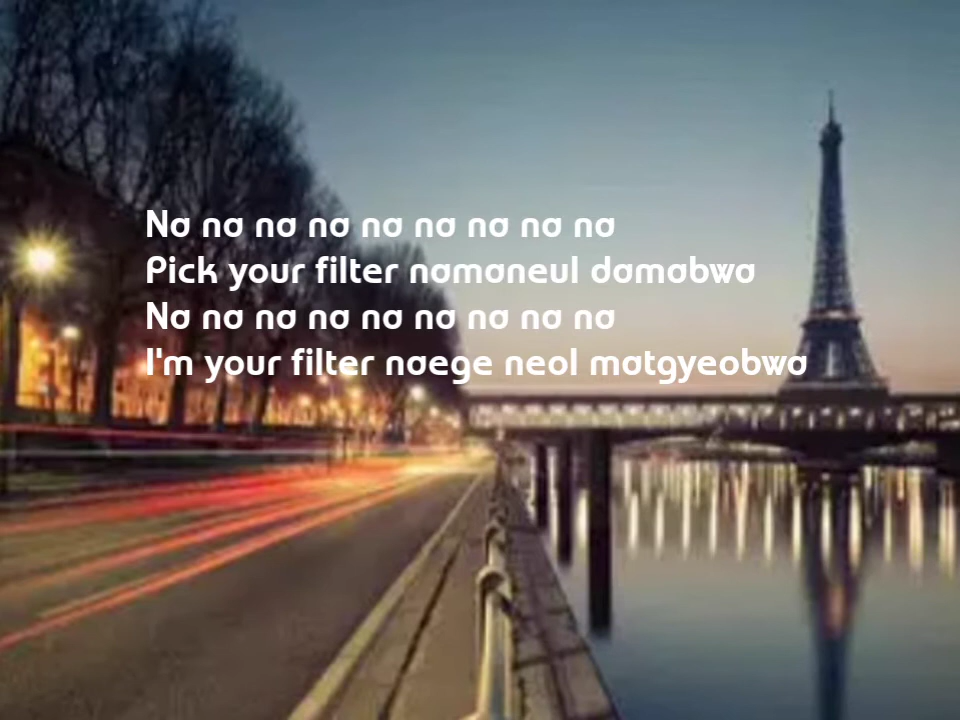 Na na na na na na na na na
Pick your filter namaneul damabwa
Na na na na na na na na na
I'm your filter naege neol matgyeobwa